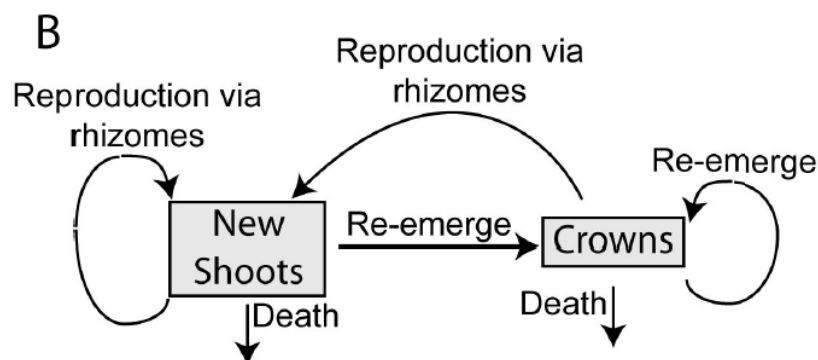 B
Reproduction via
rhizomes
Reproduction via
rhizomes
Re-emerge
New
Shoots
Re-emerge
Crowns
Death
Death